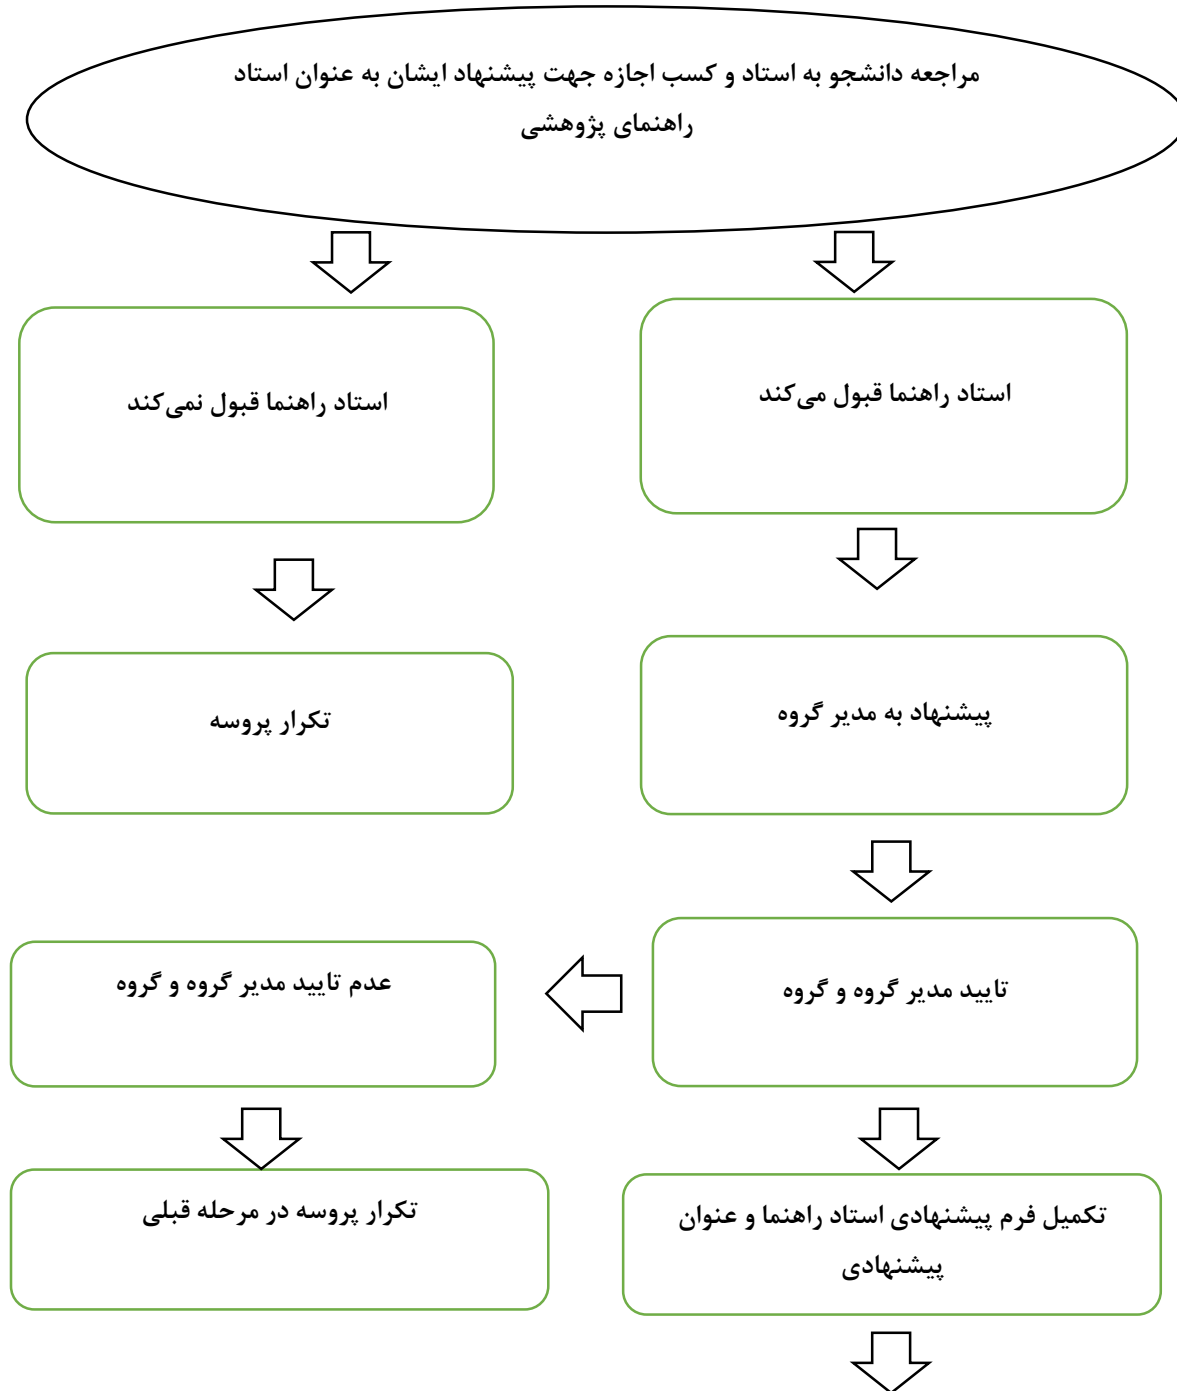 مراجعه دانشجو به استاد و کسب اجازه جهت پیشنهاد ایشان به عنوان استاد
راهنمای پژوهشی
استاد راهنما قبول می‌کند
استاد راهنما قبول نمی‌کند
پیشنهاد به مدیر گروه
تکرار پروسه
تایید مدیر گروه و گروه
عدم تایید مدیر گروه و گروه
تکمیل فرم پیشنهادی استاد راهنما و عنوان
پیشنهادی
تکرار پروسه در مرحله قبلی